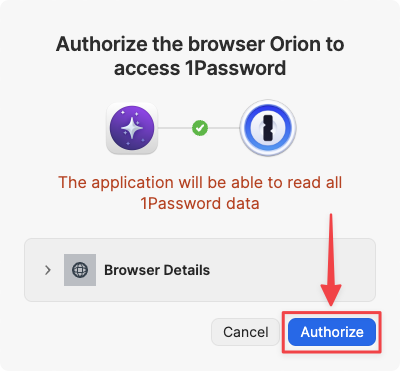 Authorize the browser Orion to
access 1Password
The application will be able to read all
1Password data
Browser Details
Cancel
Authorize